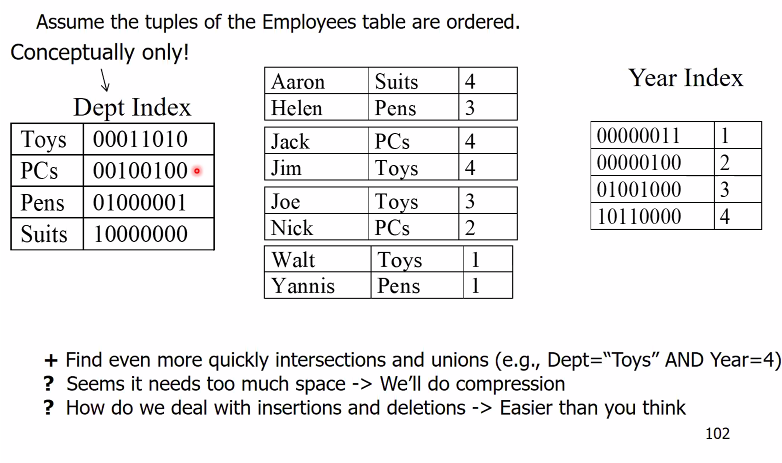 Assume the tuples of the Employees table are ordered.
Conceptually only!
Dept Index
Toys 00011010
PCs 00100100
Pens 01000001
Suits 10000000
Aaron Suits 4
Helen Pens 3
Jack PCs 4
Jim Toys 4
Joe Toys 3
Nick PCs 2
Walt Toys 1
Yannis Pens 1
Year Index
00000011 1
00000100 2
01001000 3
10110000 4
+ Find even more quickly intersections and unions (e.g., Dept=“Toys” AND Year=4)
? Seems it needs too much space -> We’ll do compression
? How do we deal with insertions and deletions -> Easier than you think
102